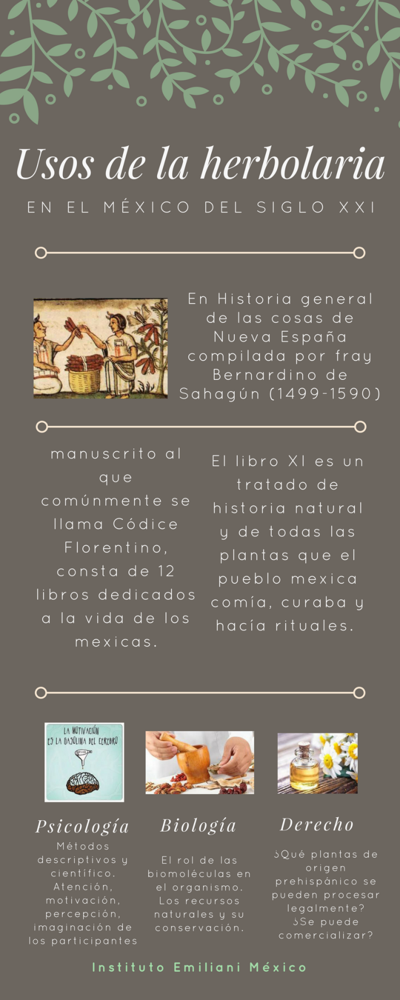 Usos de la herbolaria
EN EL MÉXICO DEL SIGLO XXI
En Historia general
de las cosas de
Nueva España
compilada por fray
Bernardino de
Sahagún (1499-1590)
manuscrito al
que
comúnmente se
llama Códice
Florentino,
consta de 12
libros dedicados
a la vida de los
mexicas.
El libro XI es un
tratado de
historia natural
y de todas las
plantas que el
pueblo mexica
comía, curaba y
hacía rituales.
LA MOTIVACIÓN
ES LA GASOLINA DEL CEREBRO
Psicología
Métodos
descriptivos y
científico.
Atención,
motivación,
percepción,
imaginación de
los participantes
Biología
El rol de las
biomoléculas en
el organismo.
Los recursos
naturales y su
conservación.
Derecho
¿Qué plantas de
origen
prehispánico se
pueden procesar
legalmente?
¿Se puede
comercializar?
Instituto Emiliani México